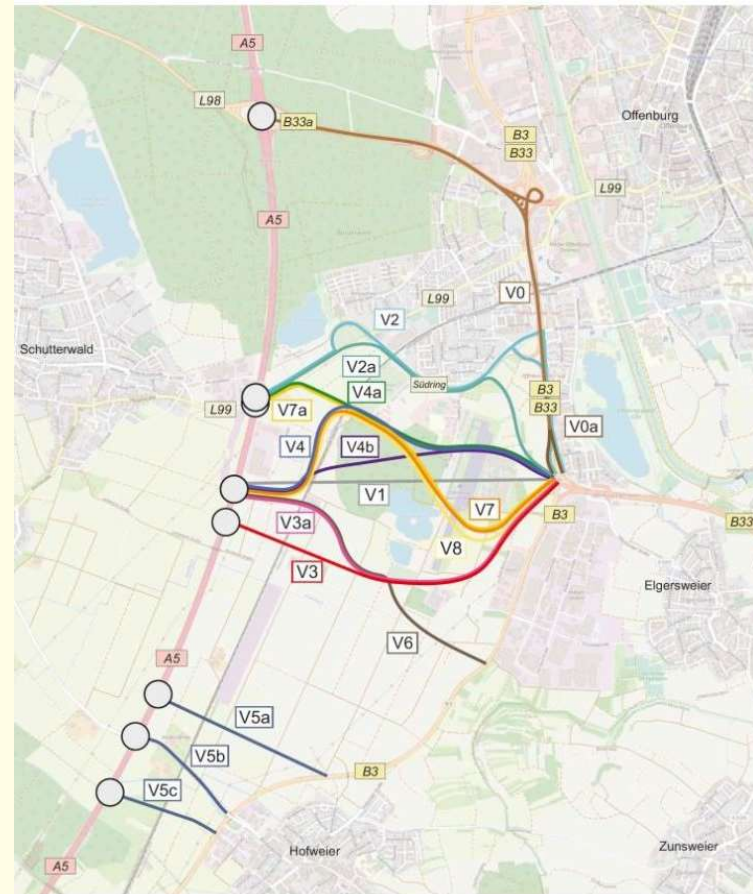 A5
L98
B33a
Offenburg
B3
B33
L99
A5
V0
L99
V2
Schutterwald
V2a
Südring
V4a
B3
B33
L99
V7a
V0a
V4
V4b
V1
V7
B3
V3a
V8
B33
V3
Elgersweier
V6
A5
V5a
V5b
B3
V5c
Hofweier
Zunsweier
A5